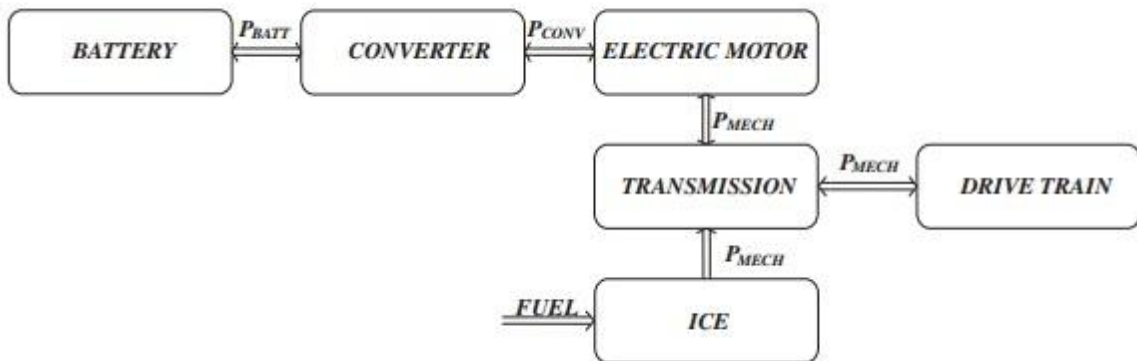 P_BATT
P_CONV
BATTERY
CONVERTER
ELECTRIC MOTOR
P_MECH
P_MECH
TRANSMISSION
DRIVE TRAIN
P_MECH
FUEL
ICE